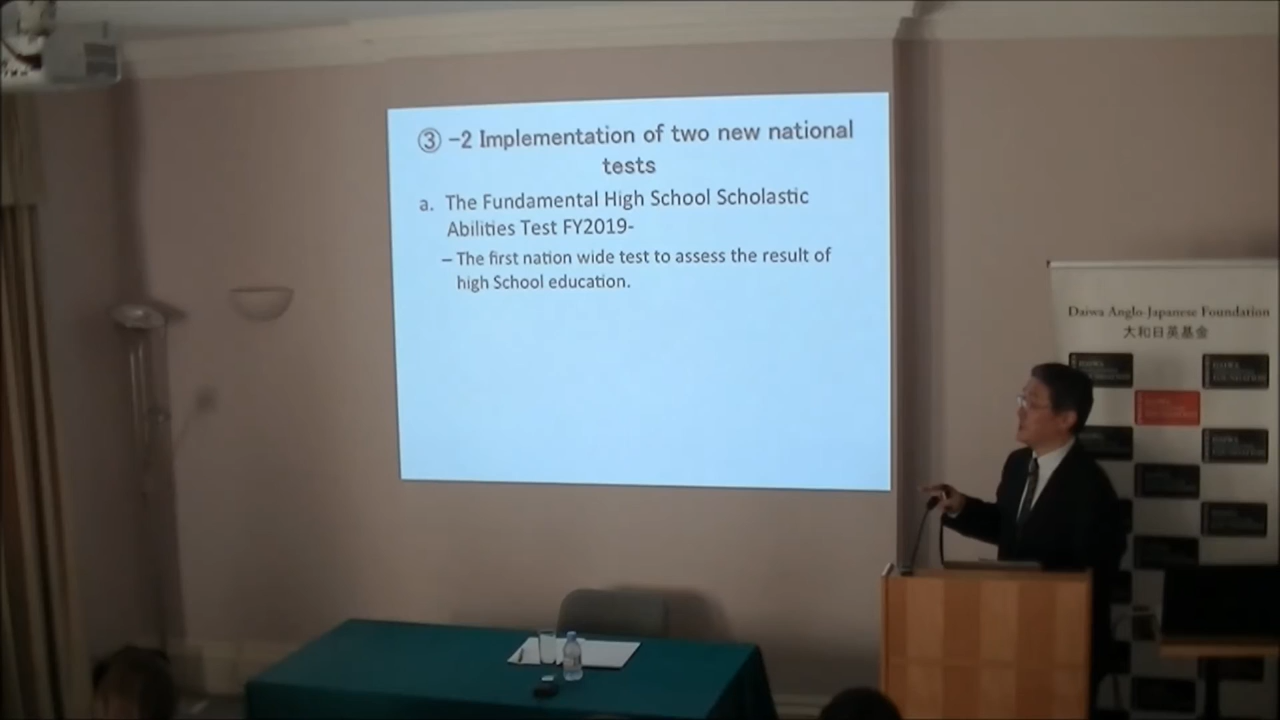 ③ -2 Implementation of two new national
tests
a. The Fundamental High School Scholastic
Abilities Test FY2019-
– The first nation wide test to assess the result of
high School education.
Daiwa Anglo-Japanese Foundation
大和日英基金